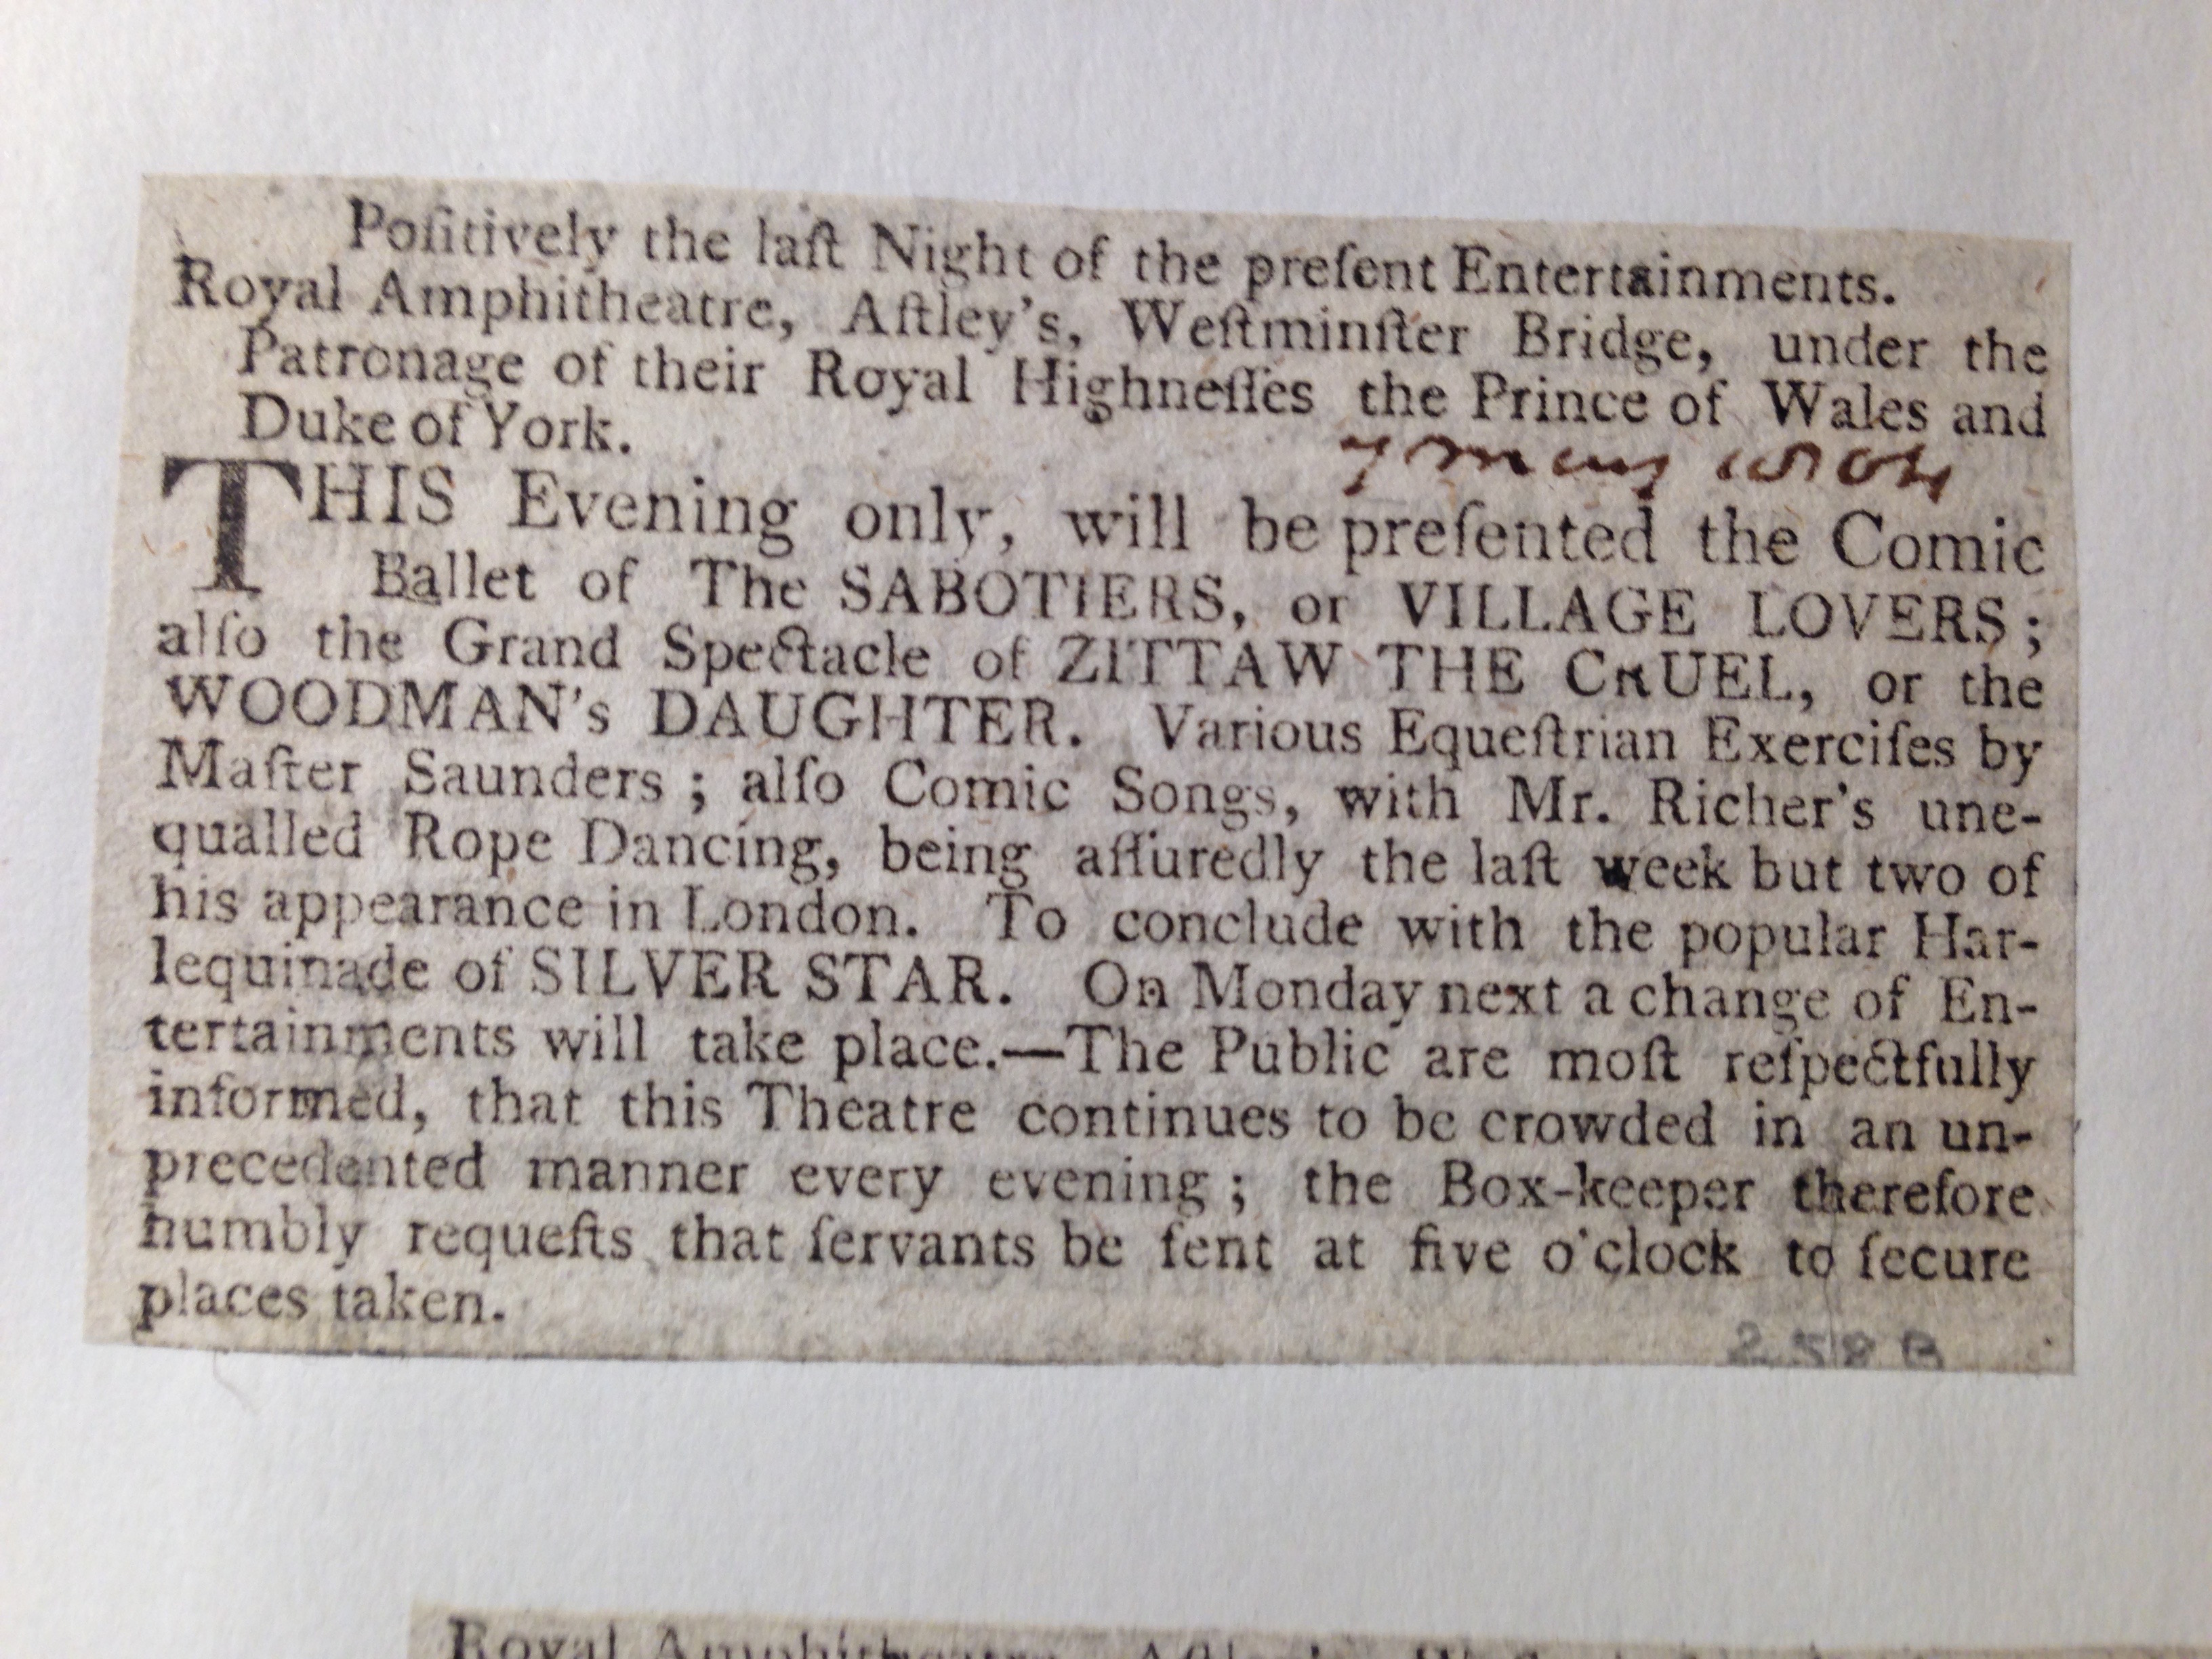 Poſitively the laſt Night of the preſent Entertainments.
Royal Amphitheatre, Aſtley's, Weſtminſter Bridge, under the
Patronage of their Royal Highneſſes the Prince of Wales and
Duke of York.
THIS Evening only, will be preſented the Comic
Ballet of The SABOTIERS, or VILLAGE LOVERS;
alſo the Grand Spectacle of ZITTAW THE CRUEL, or the
WOODMAN's DAUGHTER. Various Equeſtrian Exerciſes by
Maſter Saunders; alſo Comic Songs, with Mr. Richer's une-
qualled Rope Dancing, being aſſuredly the laſt week but two of
his appearance in London. To conclude with the popular Har-
lequinade of SILVER STAR. On Monday next a change of En-
tertainments will take place.—The Public are moſt reſpectfully
informed, that this Theatre continues to be crowded in an un-
precedented manner every evening; the Box-keeper therefore
humbly requeſts that ſervants be ſent at five o'clock to ſecure
places taken.
258 B
Royal Amphitheatre, Aſtley's,